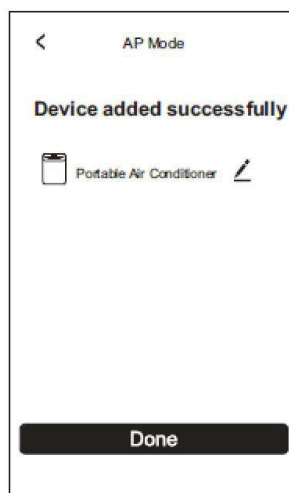 AP Mode
Device added successfully
Portable Air Conditioner
Done